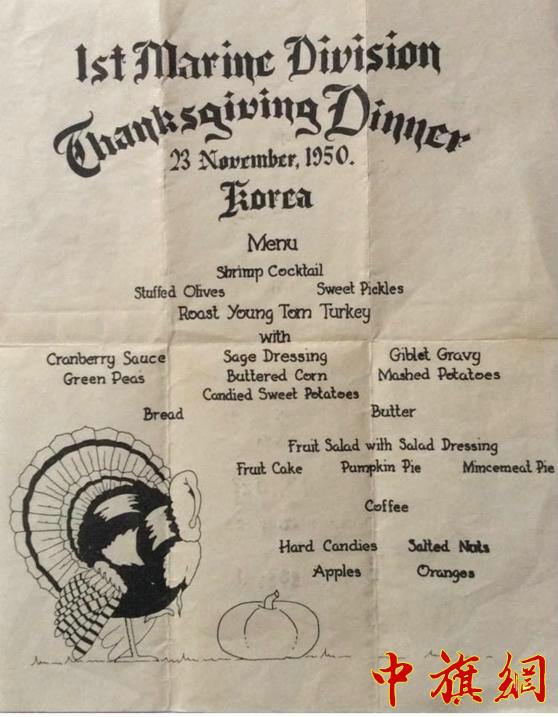 1st Marine Division
Thanksgiving Dinner
23 November, 1950.
Korea
Menu
Shrimp Cocktail
Stuffed Olives Sweet Pickles
Roast Young Tom Turkey
with
Cranberry Sauce Sage Dressing Giblet Gravy
Green Peas Buttered Corn Mashed Potatoes
Candied Sweet Potatoes
Bread Butter
Fruit Salad with Salad Dressing
Fruit Cake Pumpkin Pie Mincemeat Pie
Coffee
Hard Candies Salted Nuts
Apples Oranges
中旗網